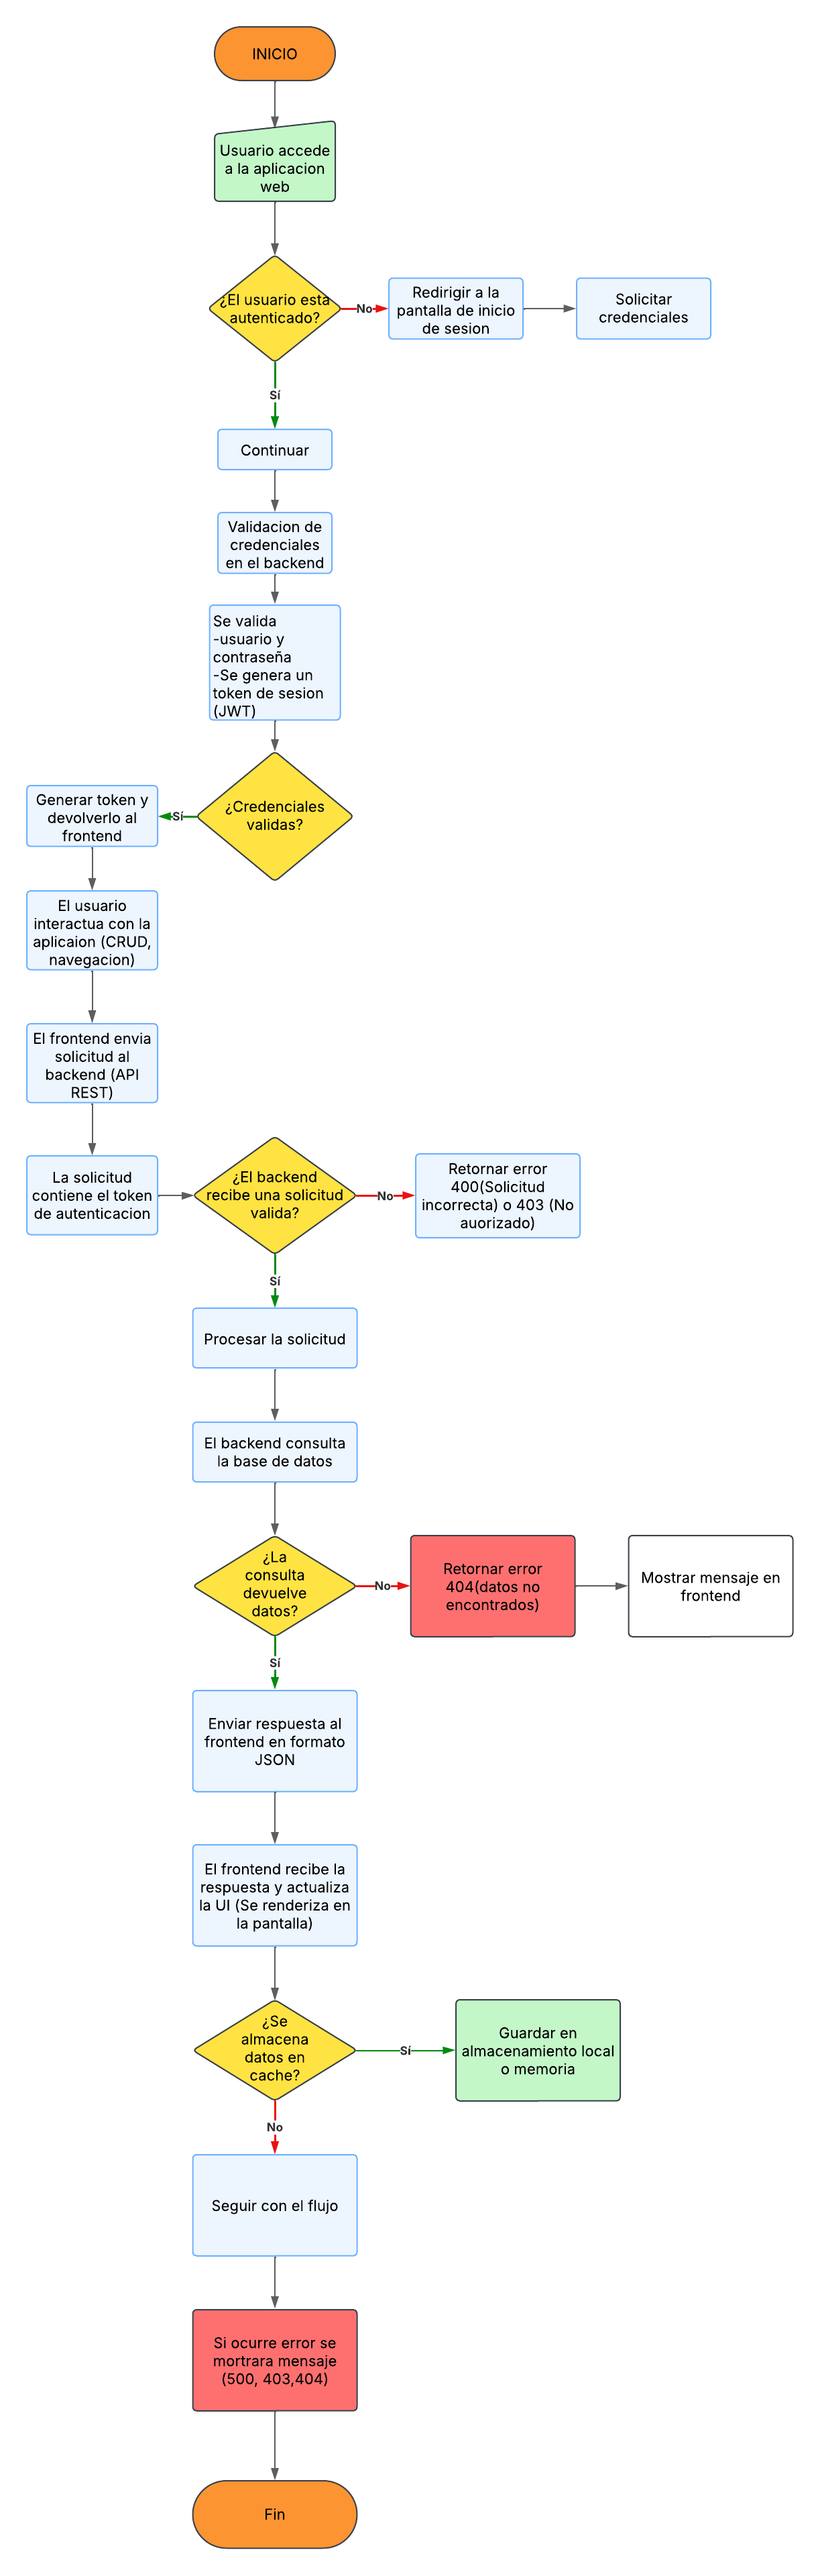 INICIO
Usuario accede
a la aplicacion
web
¿El usuario esta
autenticado?
No
Redirigir a la
pantalla de inicio
de sesion
Solicitar
credenciales
Sí
Continuar
Validacion de
credenciales
en el backend
Se valida
-usuario y
contraseña
-Se genera un
token de sesion
(JWT)
¿Credenciales
validas?
Sí
Generar token y
devolverlo al
frontend
El usuario
interactua con la
aplicaion (CRUD,
navegacion)
El frontend envia
solicitud al
backend (API
REST)
La solicitud
contiene el token
de autenticacion
¿El backend
recibe una solicitud
valida?
No
Retornar error
400(Solicitud
incorrecta) o 403 (No
auorizado)
Sí
Procesar la solicitud
El backend consulta
la base de datos
¿La
consulta
devuelve
datos?
No
Retornar error
404(datos no
encontrados)
Mostrar mensaje en
frontend
Sí
Enviar respuesta al
frontend en formato
JSON
El frontend recibe la
respuesta y actualiza
la UI (Se renderiza en
la pantalla)
¿Se
almacena
datos en
cache?
Sí
Guardar en
almacenamiento local
o memoria
No
Seguir con el flujo
Si ocurre error se
mortrara mensaje
(500, 403,404)
Fin